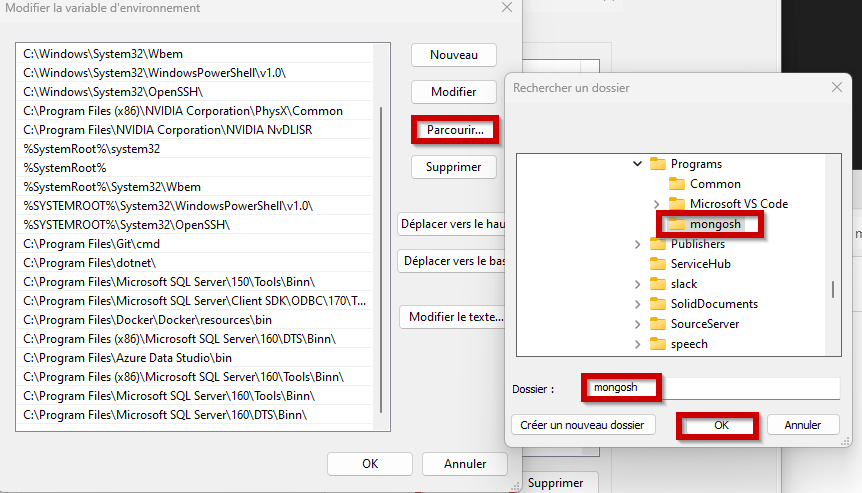 Modifier la variable d'environnement
C:\Windows\System32\Wbem
C:\Windows\System32\WindowsPowerShell\v1.0\
C:\Windows\System32\OpenSSH\
C:\Program Files (x86)\NVIDIA Corporation\PhysX\Common
C:\Program Files\NVIDIA Corporation\NVIDIA NvDLISR
%SystemRoot%\system32
%SystemRoot%
%SystemRoot%\System32\Wbem
%SYSTEMROOT%\System32\WindowsPowerShell\v1.0\
%SYSTEMROOT%\System32\OpenSSH\
C:\Program Files\Git\cmd
C:\Program Files\dotnet\
C:\Program Files\Microsoft SQL Server\150\Tools\Binn\
C:\Program Files\Microsoft SQL Server\Client SDK\ODBC\170\T...
C:\Program Files\Docker\Docker\resources\bin
C:\Program Files (x86)\Microsoft SQL Server\160\DTS\Binn\
C:\Program Files\Azure Data Studio\bin
C:\Program Files (x86)\Microsoft SQL Server\160\Tools\Binn\
C:\Program Files\Microsoft SQL Server\160\Tools\Binn\
C:\Program Files\Microsoft SQL Server\160\DTS\Binn\
Nouveau
Modifier
Parcourir...
Supprimer
Déplacer vers le hau
Déplacer vers le bas
Modifier le texte...
OK
Annuler
Rechercher un dossier
Programs
Common
Microsoft VS Code
mongosh
Publishers
ServiceHub
slack
SolidDocuments
SourceServer
speech
Dossier :
mongosh
Créer un nouveau dossier
OK
Annuler
Supprimer